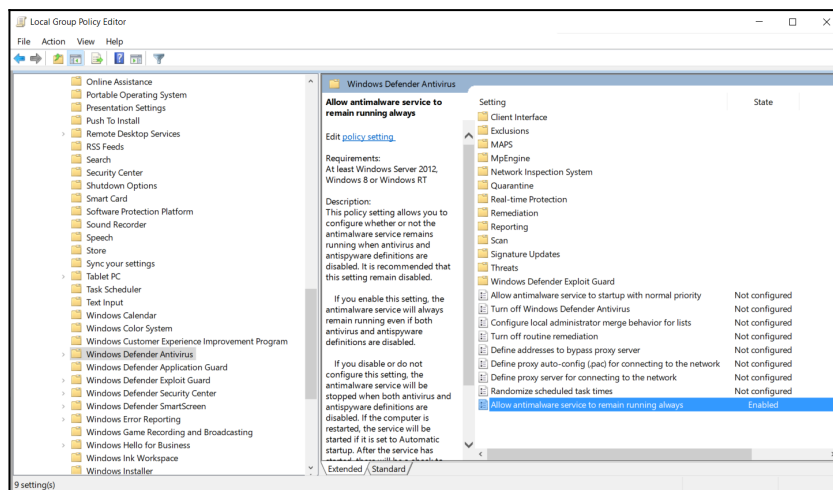 Local Group Policy Editor
File Action View Help
Online Assistance
Portable Operating System
Presentation Settings
Push To Install
Remote Desktop Services
RSS Feeds
Search
Security Center
Shutdown Options
Smart Card
Software Protection Platform
Sound Recorder
Speech
Store
Sync your settings
Tablet PC
Task Scheduler
Text Input
Windows Calendar
Windows Color System
Windows Customer Experience Improvement Program
Windows Defender Antivirus
Windows Defender Application Guard
Windows Defender Exploit Guard
Windows Defender Security Center
Windows Defender SmartScreen
Windows Error Reporting
Windows Game Recording and Broadcasting
Windows Hello for Business
Windows Ink Workspace
Windows Installer
Windows Defender Antivirus
Allow antimalware service to
remain running always
Edit policy setting
Requirements:
At least Windows Server 2012,
Windows 8 or Windows RT
Description:
This policy setting allows you to
configure whether or not the
antimalware service remains
running when antivirus and
antispyware definitions are
disabled. It is recommended that
this setting remain disabled.
If you enable this setting, the
antimalware service will always
remain running even if both
antivirus and antispyware
definitions are disabled.
If you disable or do not
configure this setting, the
antimalware service will be
stopped when both antivirus and
antispyware definitions are
disabled. If the computer is
restarted, the service will be
started if it is set to Automatic
startup. After the service has
Setting State
Client Interface
Exclusions
MAPS
MpEngine
Network Inspection System
Quarantine
Real-time Protection
Remediation
Reporting
Scan
Signature Updates
Threats
Windows Defender Exploit Guard
Allow antimalware service to startup with normal priority Not configured
Turn off Windows Defender Antivirus Not configured
Configure local administrator merge behavior for lists Not configured
Turn off routine remediation Not configured
Define addresses to bypass proxy server Not configured
Define proxy auto-config (.pac) for connecting to the network Not configured
Define proxy server for connecting to the network Not configured
Randomize scheduled task times Not configured
Allow antimalware service to remain running always Enabled
Extended Standard
9 setting(s)